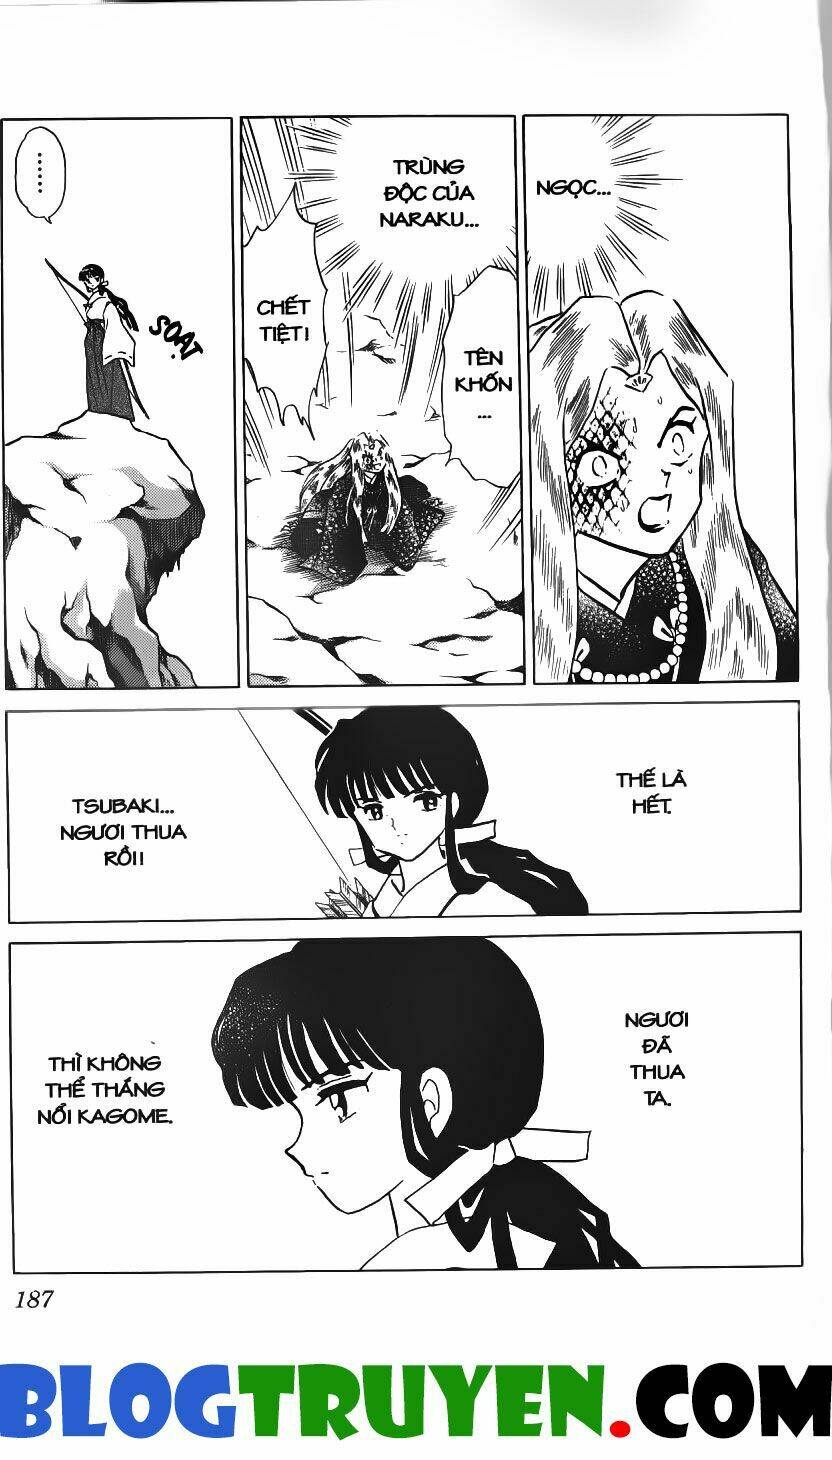 NGỌC...
TRÙNG
ĐỘC CỦA
NARAKU...
TÊN
KHỐN
...
CHẾT
TIỆT!
......
SOẠT
THẾ LÀ
HẾT.
TSUBAKI...
NGƯƠI THUA
RỒI!
NGƯƠI
ĐÃ
THUA
TA.
THÌ KHÔNG
THỂ THẮNG
NỔI KAGOME.
187
BLOGTRUYEN.COM